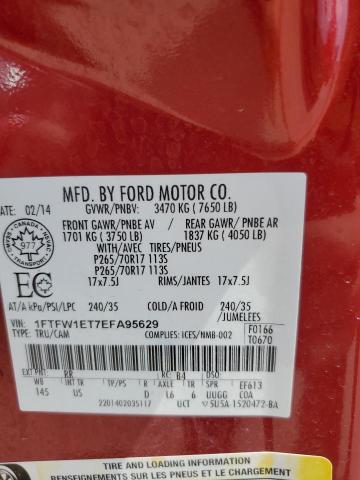 MFD. BY FORD MOTOR CO.
DATE: 02/14
GVWR/PNBV: 3470 KG ( 7650 LB)
FRONT GAWR/ PNBE AV / REAR GAWR/ PNBE AR
1701 KG ( 3750 LB) 1837 KG ( 4050 LB)
WITH/AVEC TIRES/PNEUS
P265/70R17 113S P265/70R17 113S
17x7.5J RIMS/JANTES 17x7.5J
AT/A kPa/PSI/LPC 240/35 COLD/A FROID 240/35
/JUMELEES
VIN: 1FTFW1ET7EFA95629
TYPE: TRU/CAM COMPLIES: ICES/NMB-002
F0166
T0670
EXT PNT: RR RC: B4 DSO:
WB INT TR TP/PS R AXLE TR SPR EF613
145 US D L6 6 UUGG COA
2201402035117 UCT 5U5A-1520472-BA
977
EC
TIRE AND LOADING INFORMATION
RENSEIGNEMENTS SUR LES PNEUS ET LE CHARGEMENT